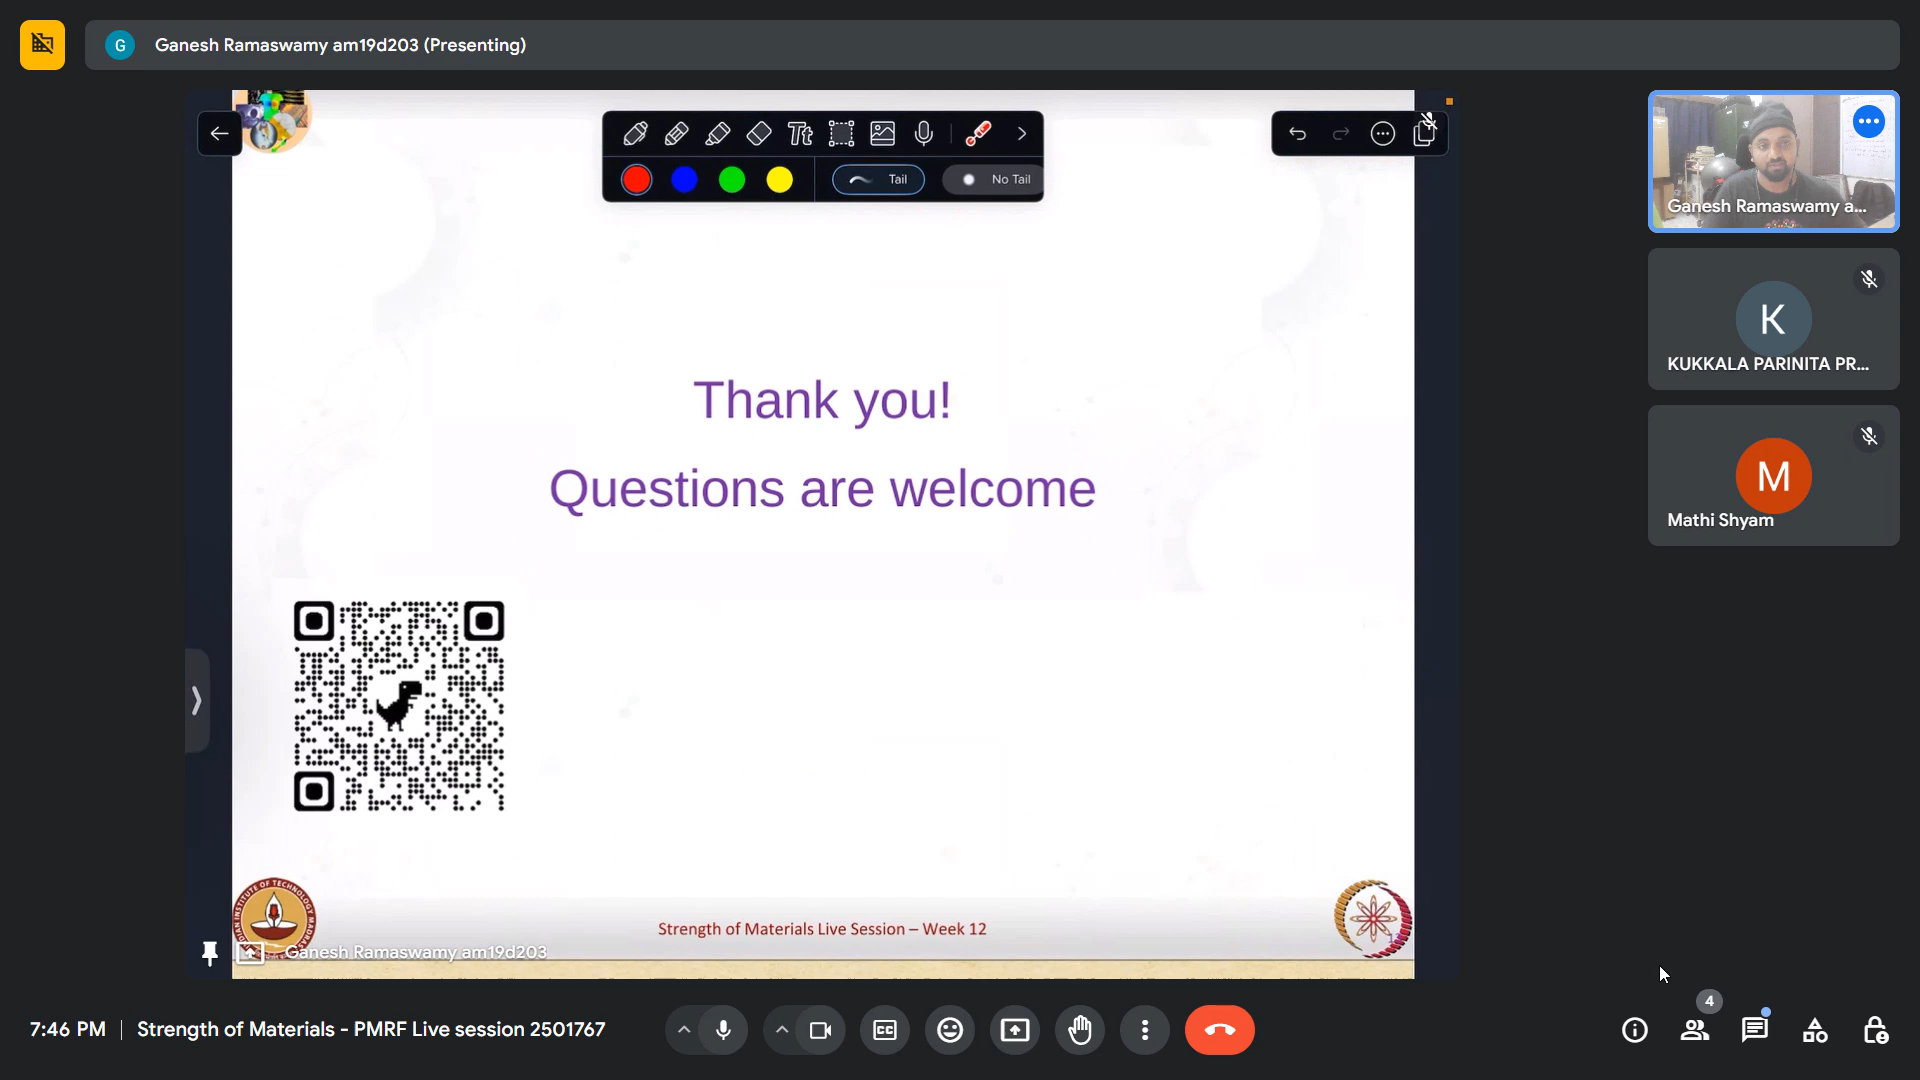 G
Ganesh Ramaswamy am19d203 (Presenting)
Tt
Tail
No Tail
Ganesh Ramaswamy a...
K
KUKKALA PARINITA PR...
M
Mathi Shyam
Thank you!
Questions are welcome
Strength of Materials Live Session – Week 12
Ganesh Ramaswamy am19d203
7:46 PM
Strength of Materials - PMRF Live session 2501767
CC
4